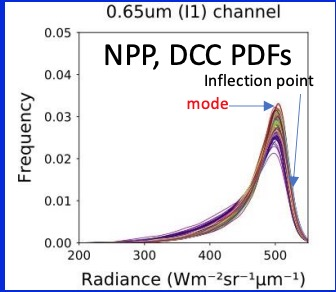 0.65um (I1) channel
0.05
NPP, DCC PDFs
0.04
Inflection point
mode
0.03
Frequency
0.02
0.01
0.00
200 300 400 500
Radiance (Wm⁻²sr⁻¹μm⁻¹)